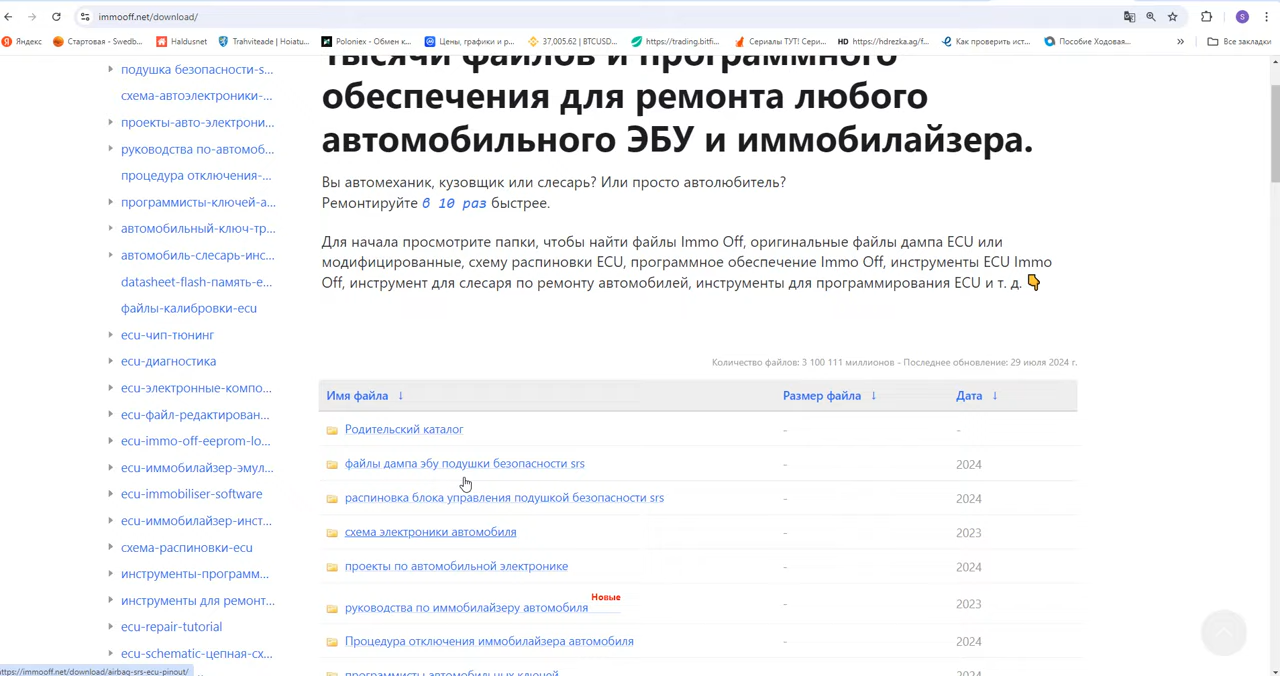 immooff.net/download/
S
Яндекс
Стартовая - Swedb...
Haldusnet
Trahviteade | Hoiatu...
Poloniex - Обмен к...
Цены, графики и р...
37,005.62 | BTCUSD...
https://trading.bitfi...
Сериалы ТУТ! Сери...
HD https://hdrezka.ag/f...
Как проверить ист...
Пособие Ходовая...
»
Все закладки
подушка безопасности-s...
схема-автоэлектроники-...
проекты-авто-электрони...
руководства по-автомоб...
процедура отключения-...
программисты-ключей-а...
автомобильный-ключ-тр...
автомобиль-слесарь-инс...
datasheet-flash-память-е...
файлы-калибровки-ecu
ecu-чип-тюнинг
ecu-диагностика
ecu-электронные-компо...
ecu-файл-редактирован...
ecu-immo-off-eeprom-lo...
ecu-иммобилайзер-эмул...
ecu-immobiliser-software
ecu-иммобилайзер-инст...
схема-распиновки-ecu
инструменты-программ...
инструменты для ремонт...
ecu-repair-tutorial
ecu-schematic-цепная-сх...
Тысячи файлов и программного
обеспечения для ремонта любого
автомобильного ЭБУ и иммобилайзера.
Вы автомеханик, кузовщик или слесарь? Или просто автолюбитель?
Ремонтируйте в 10 раз быстрее.
Для начала просмотрите папки, чтобы найти файлы Immo Off, оригинальные файлы дампа ECU или
модифицированные, схему распиновки ECU, программное обеспечение Immo Off, инструменты ECU Immo
Off, инструмент для слесаря по ремонту автомобилей, инструменты для программирования ECU и т. д. 👇
Количество файлов: 3 100 111 миллионов - Последнее обновление: 29 июля 2024 г.
Имя файла ↓ Размер файла ↓ Дата ↓
Родительский каталог - -
файлы дампа эбу подушки безопасности srs - 2024
распиновка блока управления подушкой безопасности srs - 2024
схема электроники автомобиля - 2023
проекты по автомобильной электронике - 2024
руководства по иммобилайзеру автомобиля Новые - 2023
Процедура отключения иммобилайзера автомобиля - 2024
программисты автомобильных ключей
https://immooff.net/download/airbag-srs-ecu-pinout/